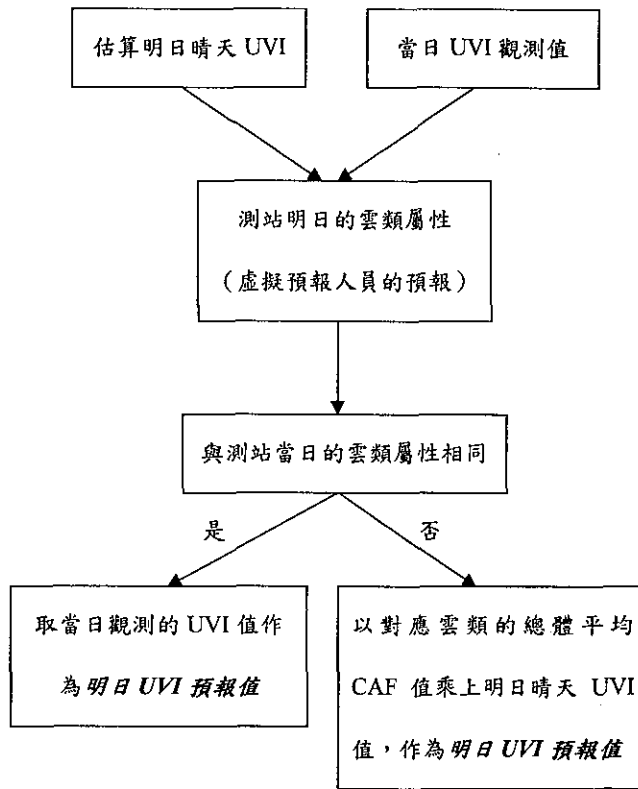 估算明日晴天 UVI
當日 UVI 觀測值
測站明日的雲類屬性
（虛擬預報人員的預報）
與測站當日的雲類屬性相同
是
否
取當日觀測的 UVI 值作
為明日 UVI 預報值
以對應雲類的總體平均
CAF 值乘上明日晴天 UVI
值，作為明日 UVI 預報值